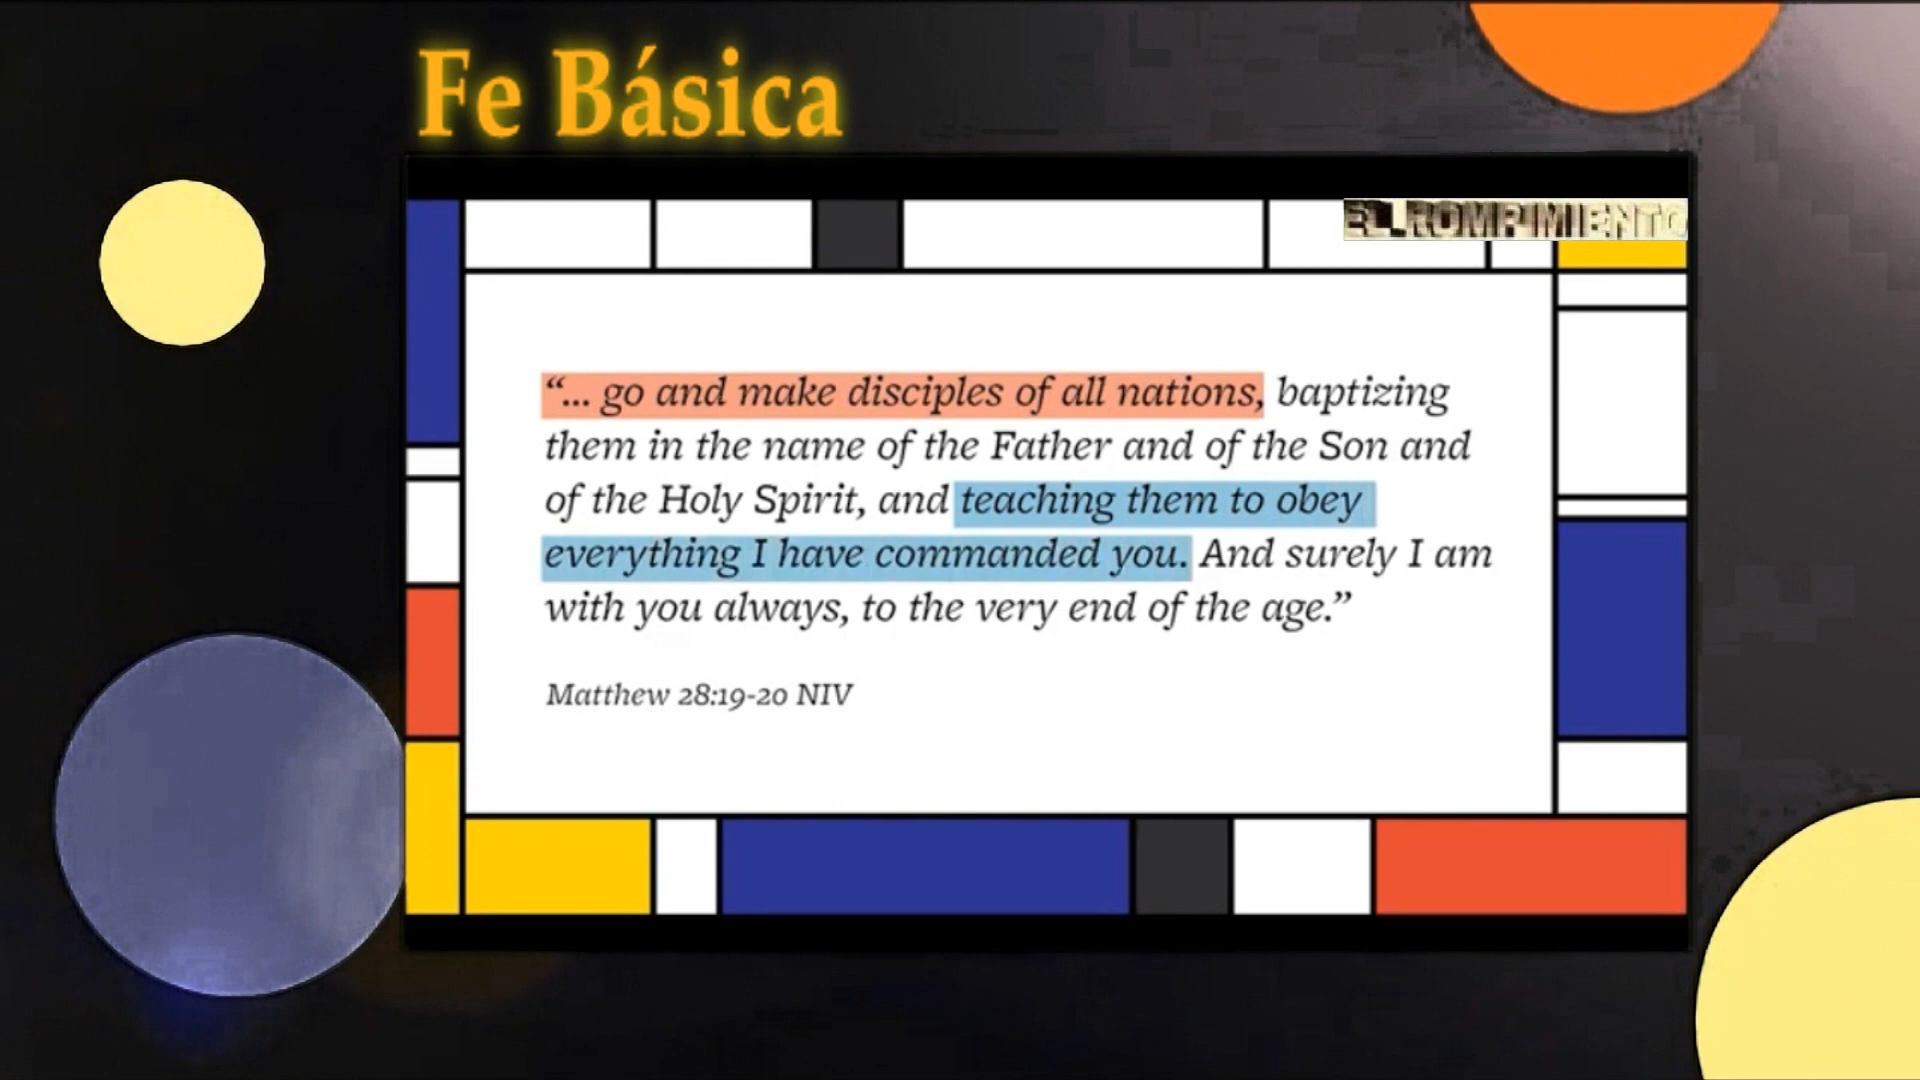 Fe Básica
EL ROMPIMIENTO
“... go and make disciples of all nations, baptizing
them in the name of the Father and of the Son and
of the Holy Spirit, and teaching them to obey
everything I have commanded you. And surely I am
with you always, to the very end of the age.”
Matthew 28:19-20 NIV